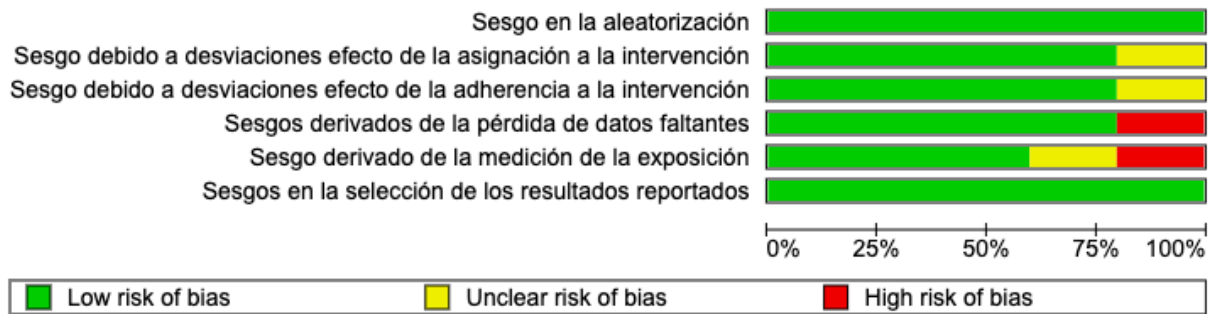 Sesgo en la aleatorización
Sesgo debido a desviaciones efecto de la asignación a la intervención
Sesgo debido a desviaciones efecto de la adherencia a la intervención
Sesgos derivados de la pérdida de datos faltantes
Sesgo derivado de la medición de la exposición
Sesgos en la selección de los resultados reportados
0% 25% 50% 75% 100%
Low risk of bias Unclear risk of bias High risk of bias